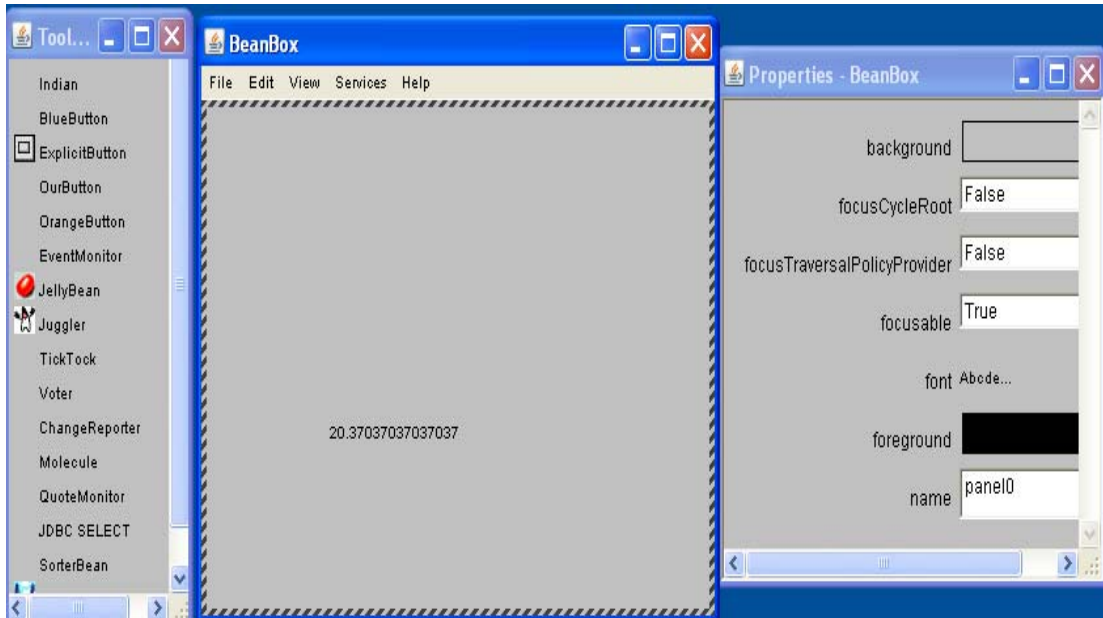 Tool...
Indian
BlueButton
ExplicitButton
OurButton
OrangeButton
EventMonitor
JellyBean
Juggler
TickTock
Voter
ChangeReporter
Molecule
QuoteMonitor
JDBC SELECT
SorterBean
BeanBox
File Edit View Services Help
20.37037037037037
Properties - BeanBox
background
focusCycleRoot False
focusTraversalPolicyProvider False
focusable True
font Abcde...
foreground
name panel0